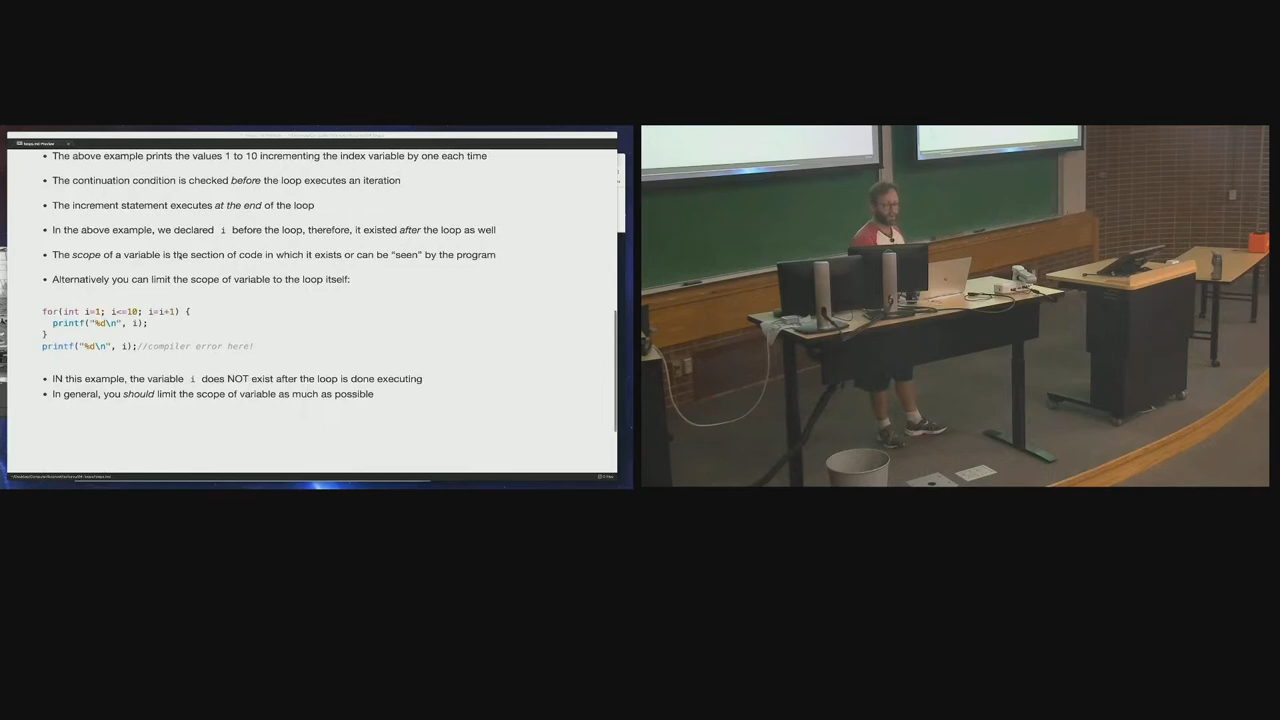 The above example prints the values 1 to 10 incrementing the index variable by one each time
The continuation condition is checked before the loop executes an iteration
The increment statement executes at the end of the loop
In the above example, we declared i before the loop, therefore, it existed after the loop as well
The scope of a variable is the section of code in which it exists or can be “seen” by the program
Alternatively you can limit the scope of variable to the loop itself:
for(int i=1; i<=10; i=i+1) {
printf("%d\n", i);
}
printf("%d\n", i);//compiler error here!
IN this example, the variable i does NOT exist after the loop is done executing
In general, you should limit the scope of variable as much as possible